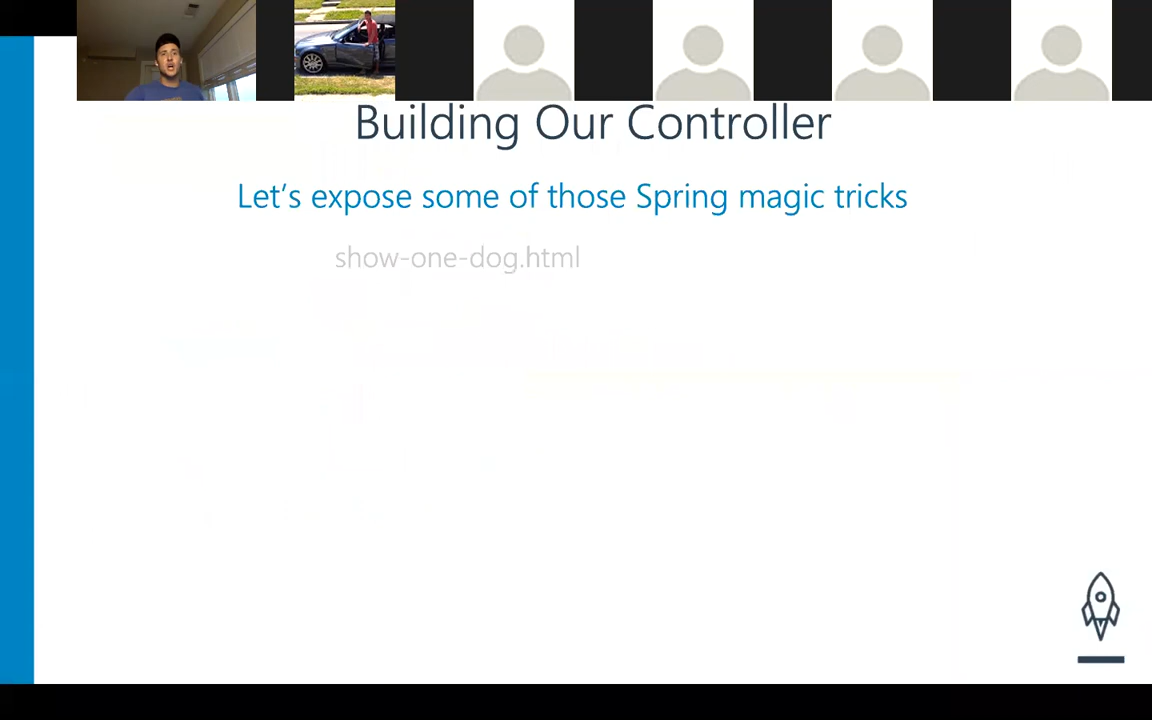 Building Our Controller
Let's expose some of those Spring magic tricks
show-one-dog.html